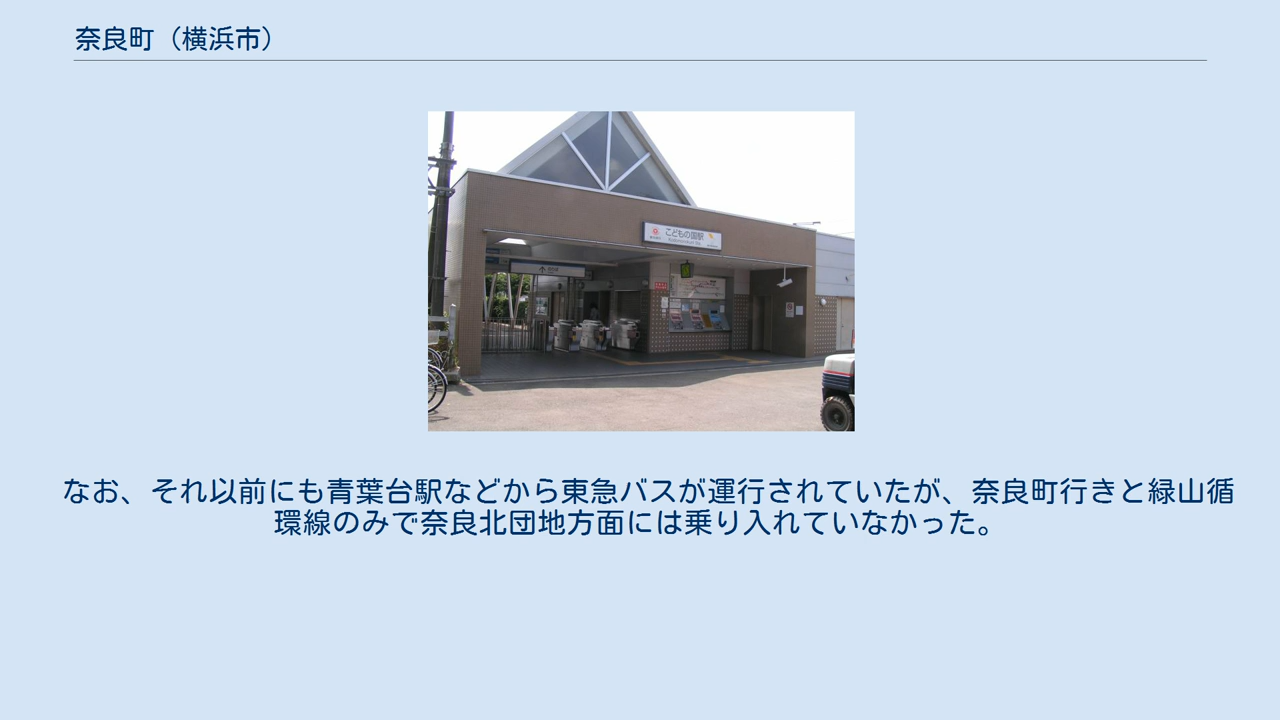 奈良町（横浜市）
こどもの国駅
なお、それ以前にも青葉台駅などから東急バスが運行されていたが、奈良町行きと緑山循
環線のみで奈良北団地方面には乗り入れていなかった。